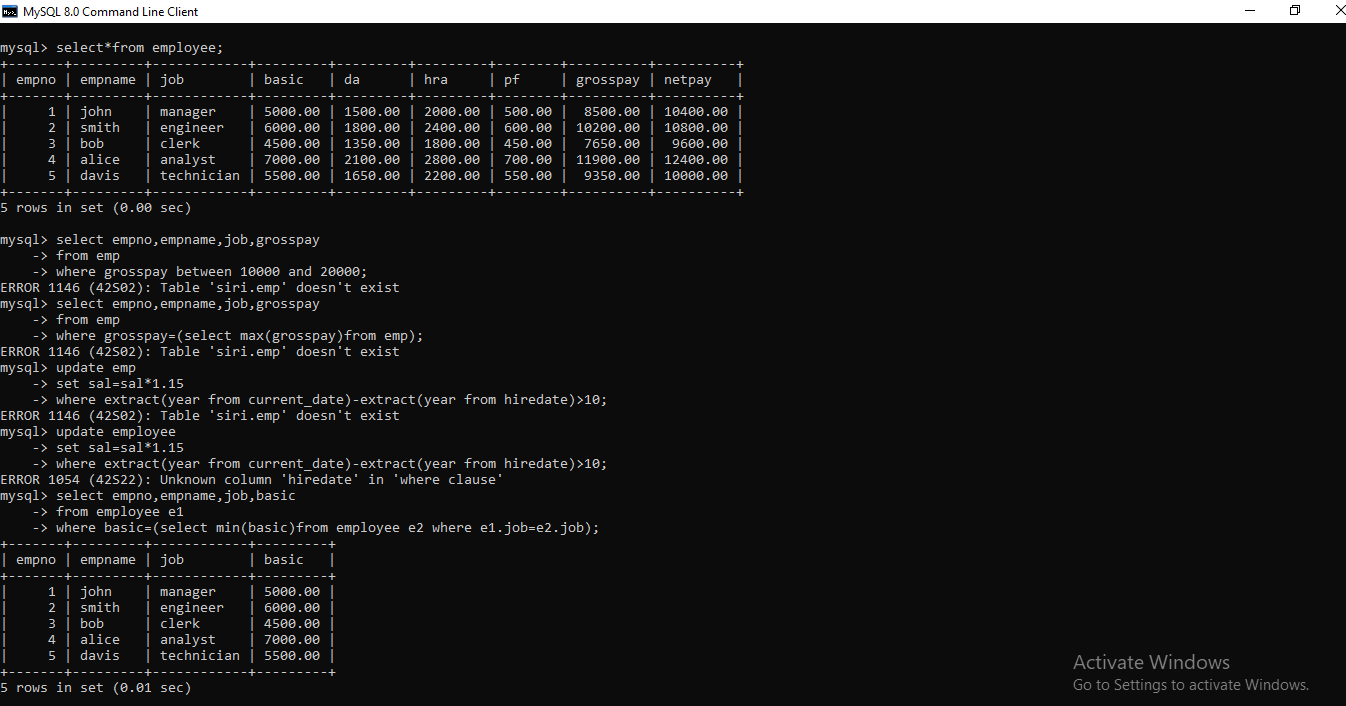 MySQL 8.0 Command Line Client
mysql> select*from employee;
+-------+---------+------------+---------+---------+---------+--------+----------+----------+
| empno | empname | job        | basic   | da      | hra     | pf     | grosspay | netpay   |
+-------+---------+------------+---------+---------+---------+--------+----------+----------+
|     1 | john    | manager    | 5000.00 | 1500.00 | 2000.00 | 500.00 |  8500.00 | 10400.00 |
|     2 | smith   | engineer   | 6000.00 | 1800.00 | 2400.00 | 600.00 | 10200.00 | 10800.00 |
|     3 | bob     | clerk      | 4500.00 | 1350.00 | 1800.00 | 450.00 |  7650.00 |  9600.00 |
|     4 | alice   | analyst    | 7000.00 | 2100.00 | 2800.00 | 700.00 | 11900.00 | 12400.00 |
|     5 | davis   | technician | 5500.00 | 1650.00 | 2200.00 | 550.00 |  9350.00 | 10000.00 |
+-------+---------+------------+---------+---------+---------+--------+----------+----------+
5 rows in set (0.00 sec)
mysql> select empno,empname,job,grosspay
    -> from emp
    -> where grosspay between 10000 and 20000;
ERROR 1146 (42S02): Table 'siri.emp' doesn't exist
mysql> select empno,empname,job,grosspay
    -> from emp
    -> where grosspay=(select max(grosspay)from emp);
ERROR 1146 (42S02): Table 'siri.emp' doesn't exist
mysql> update emp
    -> set sal=sal*1.15
    -> where extract(year from current_date)-extract(year from hiredate)>10;
ERROR 1146 (42S02): Table 'siri.emp' doesn't exist
mysql> update employee
    -> set sal=sal*1.15
    -> where extract(year from current_date)-extract(year from hiredate)>10;
ERROR 1054 (42S22): Unknown column 'hiredate' in 'where clause'
mysql> select empno,empname,job,basic
    -> from employee e1
    -> where basic=(select min(basic)from employee e2 where e1.job=e2.job);
+-------+---------+------------+---------+
| empno | empname | job        | basic   |
+-------+---------+------------+---------+
|     1 | john    | manager    | 5000.00 |
|     2 | smith   | engineer   | 6000.00 |
|     3 | bob     | clerk      | 4500.00 |
|     4 | alice   | analyst    | 7000.00 |
|     5 | davis   | technician | 5500.00 |
+-------+---------+------------+---------+
5 rows in set (0.01 sec)
Activate Windows
Go to Settings to activate Windows.